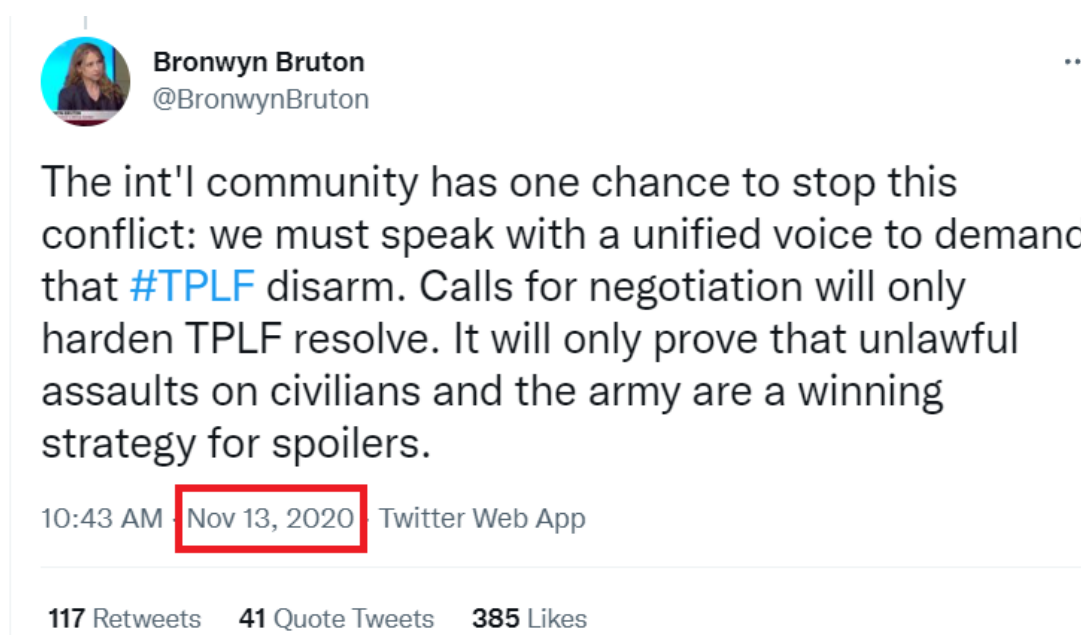 Bronwyn Bruton
@BronwynBruton
The int'l community has one chance to stop this
conflict: we must speak with a unified voice to demand
that #TPLF disarm. Calls for negotiation will only
harden TPLF resolve. It will only prove that unlawful
assaults on civilians and the army are a winning
strategy for spoilers.
10:43 AM · Nov 13, 2020 · Twitter Web App
117 Retweets 41 Quote Tweets 385 Likes